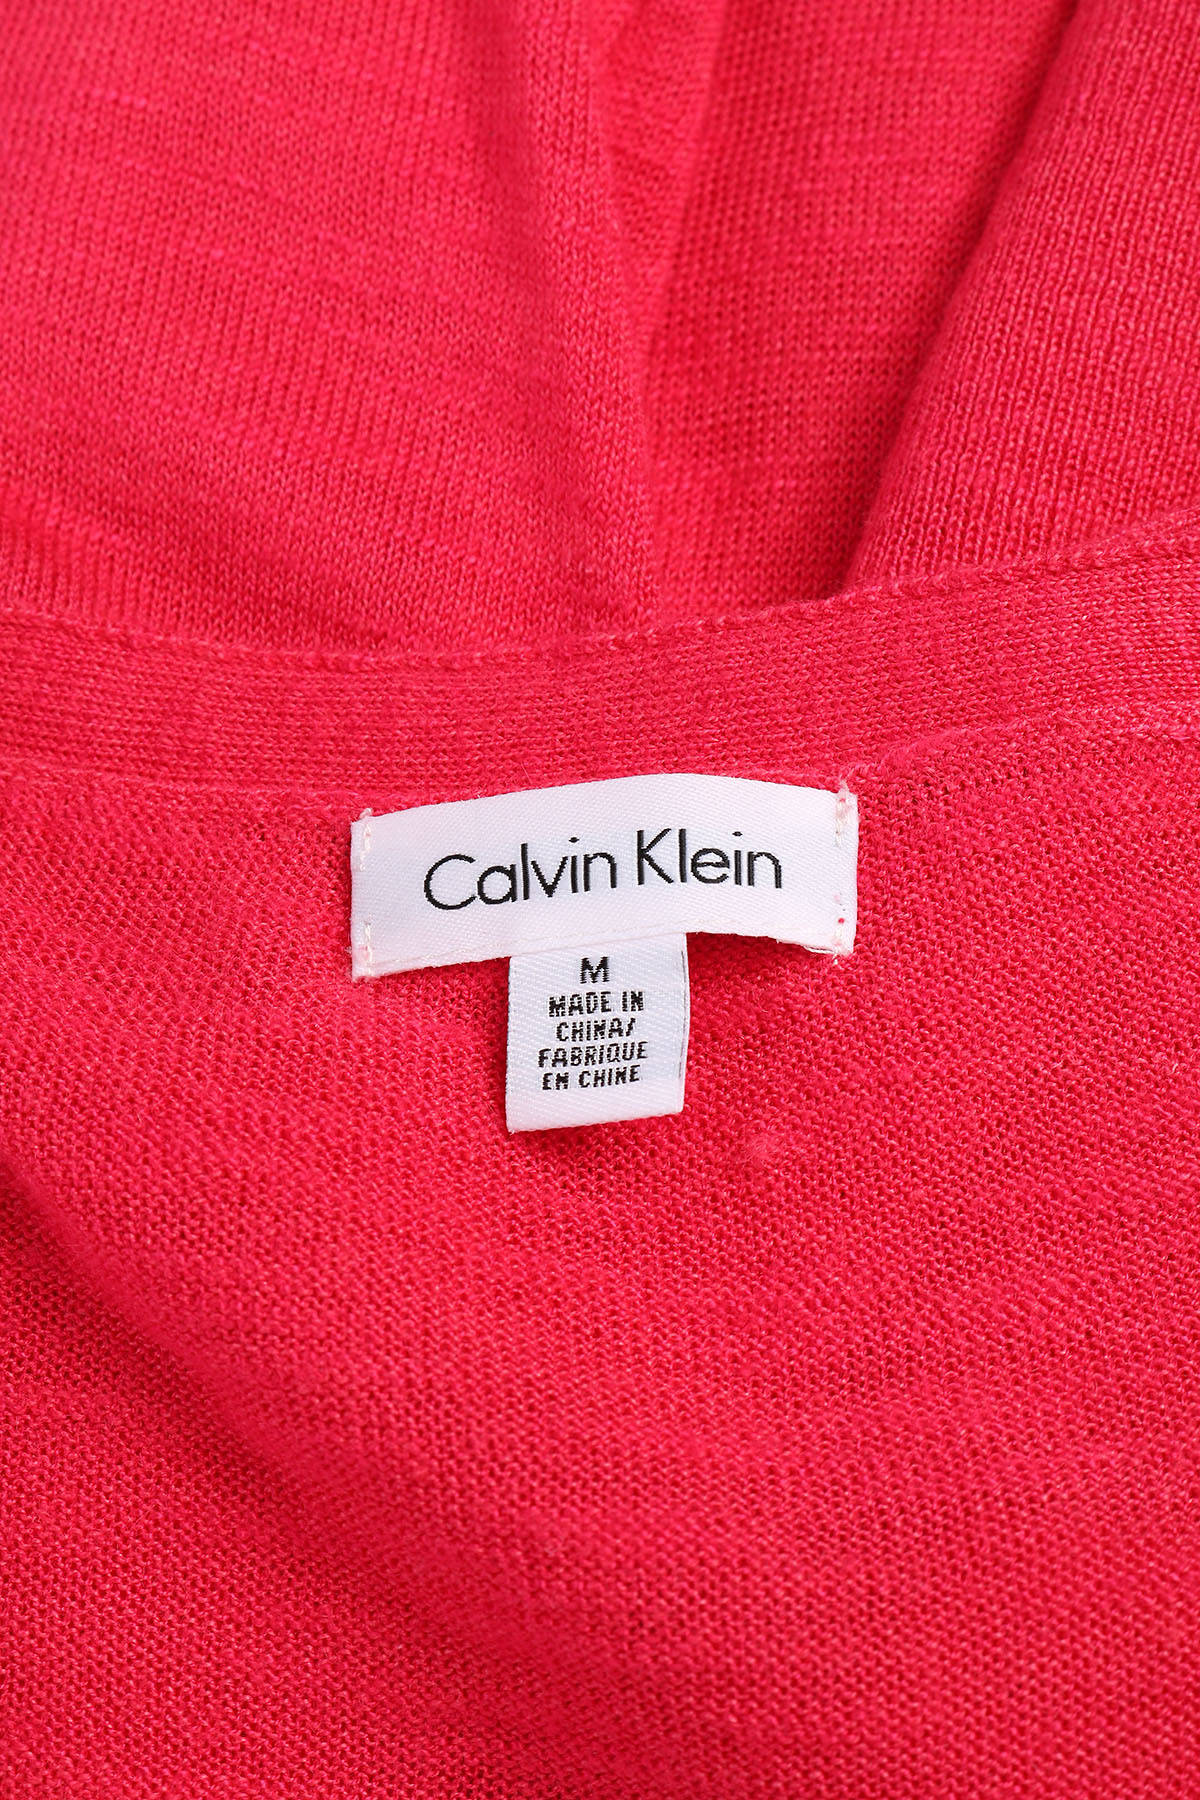 Calvin Klein
M
MADE IN
CHINA/
FABRIQUE
EN CHINE